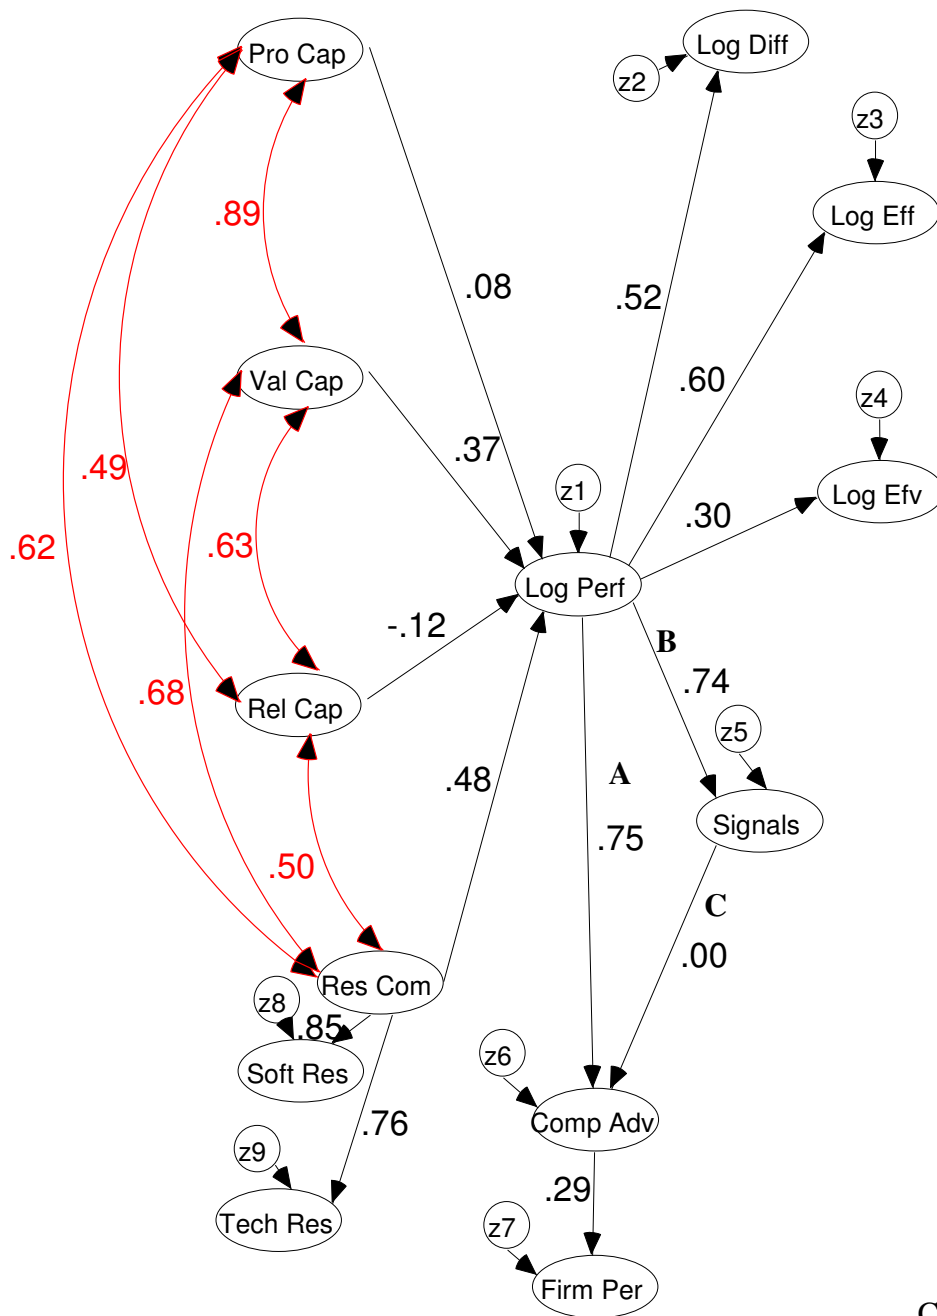 Pro Cap
Log Diff
z2
z3
Log Eff
.89
.08
.52
.60
Val Cap
z4
Log Efv
.37
.49
z1
.30
.62
.63
Log Perf
-.12
B
.74
.68
Rel Cap
z5
.48
A
Signals
.75
.50
C
.00
Res Com
z8
.85
Soft Res
z6
Comp Adv
.76
z9
.29
Tech Res
z7
Firm Per
C